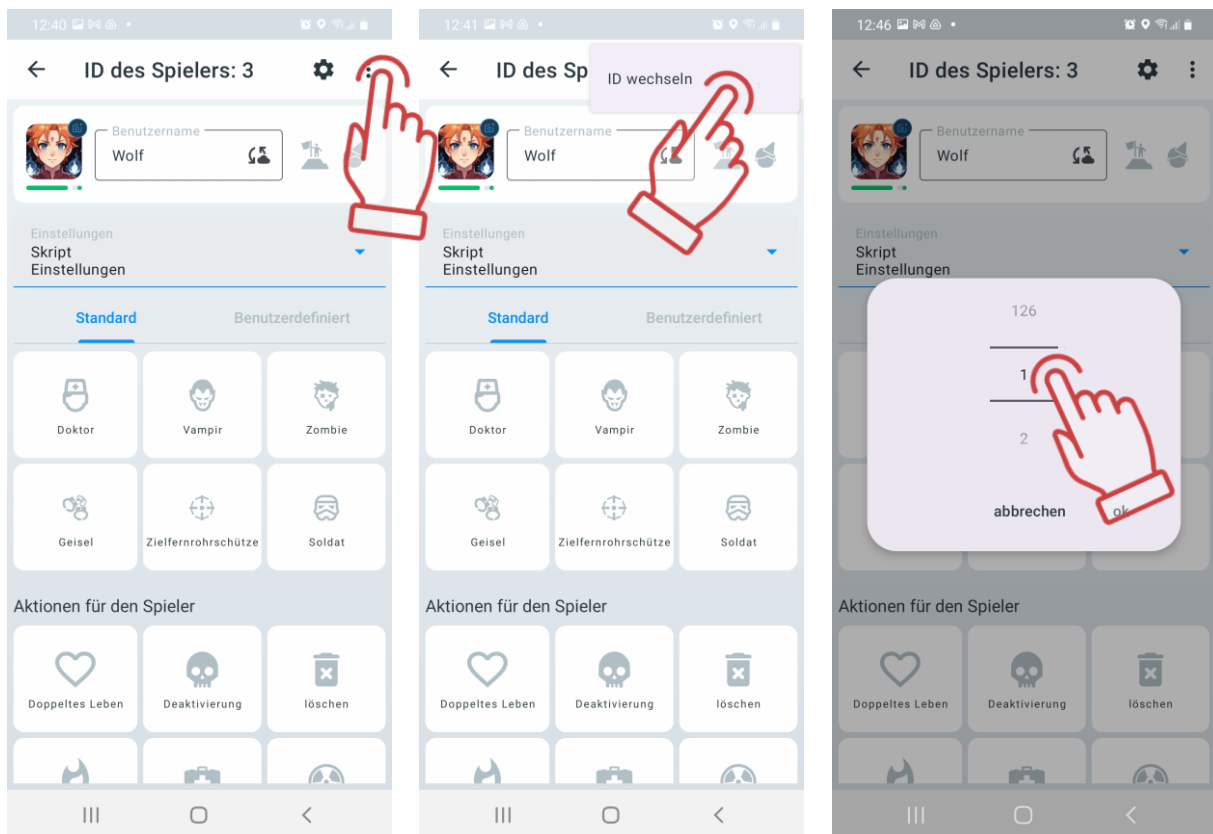 12:40
ID des Spielers: 3
Benutzername
Wolf
Einstellungen
Skript
Einstellungen
Standard
Benutzerdefiniert
Doktor
Vampir
Zombie
Geisel
Zielfernrohrschütze
Soldat
Aktionen für den Spieler
Doppeltes Leben
Deaktivierung
löschen
12:41
ID des Sp
ID wechseln
Benutzername
Wolf
Einstellungen
Skript
Einstellungen
Standard
Benutzerdefiniert
Doktor
Vampir
Zombie
Geisel
Zielfernrohrschütze
Soldat
Aktionen für den Spieler
Doppeltes Leben
Deaktivierung
löschen
12:46
ID des Spielers: 3
Benutzername
Wolf
Einstellungen
Skript
Einstellungen
126
1
2
abbrechen
ok
Aktionen für den Spieler
Doppeltes Leben
Deaktivierung
löschen